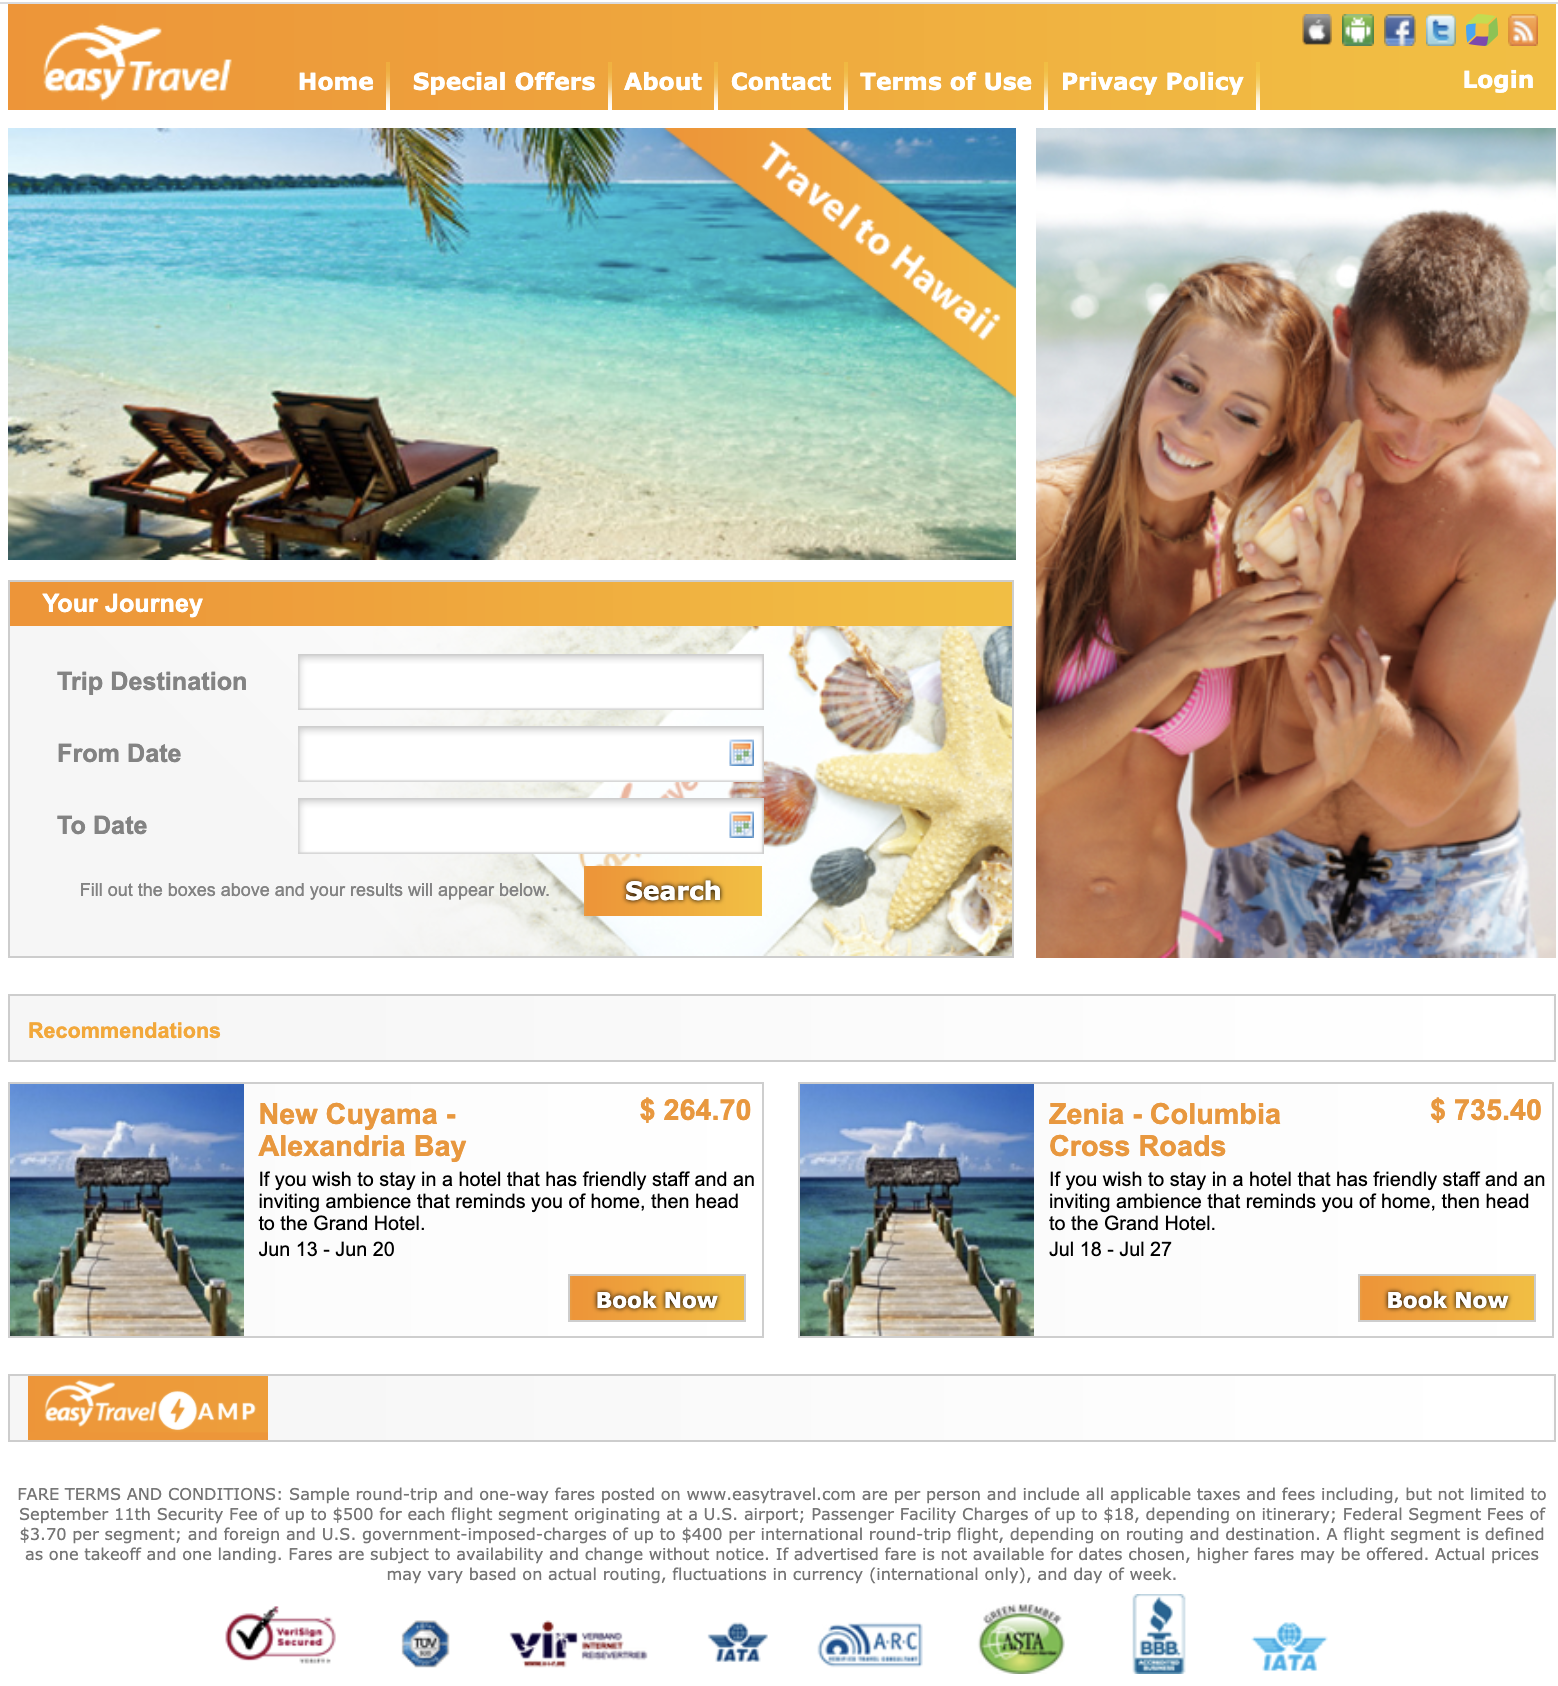 easyTravel
Home
Special Offers
About
Contact
Terms of Use
Privacy Policy
Login
Travel to Hawaii
Your Journey
Trip Destination
From Date
To Date
Fill out the boxes above and your results will appear below.
Search
Recommendations
New Cuyama -
Alexandria Bay
$ 264.70
If you wish to stay in a hotel that has friendly staff and an
inviting ambience that reminds you of home, then head
to the Grand Hotel.
Jun 13 - Jun 20
Book Now
Zenia - Columbia
Cross Roads
$ 735.40
If you wish to stay in a hotel that has friendly staff and an
inviting ambience that reminds you of home, then head
to the Grand Hotel.
Jul 18 - Jul 27
Book Now
easyTravel AMP
FARE TERMS AND CONDITIONS: Sample round-trip and one-way fares posted on www.easytravel.com are per person and include all applicable taxes and fees including, but not limited to
September 11th Security Fee of up to $500 for each flight segment originating at a U.S. airport; Passenger Facility Charges of up to $18, depending on itinerary; Federal Segment Fees of
$3.70 per segment; and foreign and U.S. government-imposed-charges of up to $400 per international round-trip flight, depending on routing and destination. A flight segment is defined
as one takeoff and one landing. Fares are subject to availability and change without notice. If advertised fare is not available for dates chosen, higher fares may be offered. Actual prices
may vary based on actual routing, fluctuations in currency (international only), and day of week.
VeriSign
Secured
VERIFY
TÜV
vir
VERBAND
INTERNET
REISEVERTRIEB
IATA
A·R·C
VERIFIED TRAVEL CONSULTANT
GREEN MEMBER
ASTA
BBB.
ACCREDITED
BUSINESS
IATA